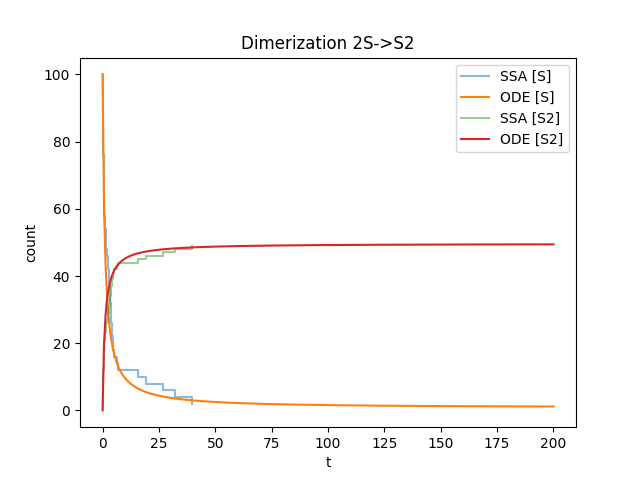 Dimerization 2S->S2
SSA [S]
ODE [S]
SSA [S2]
ODE [S2]
count
100
80
60
40
20
0
0 25 50 75 100 125 150 175 200
t